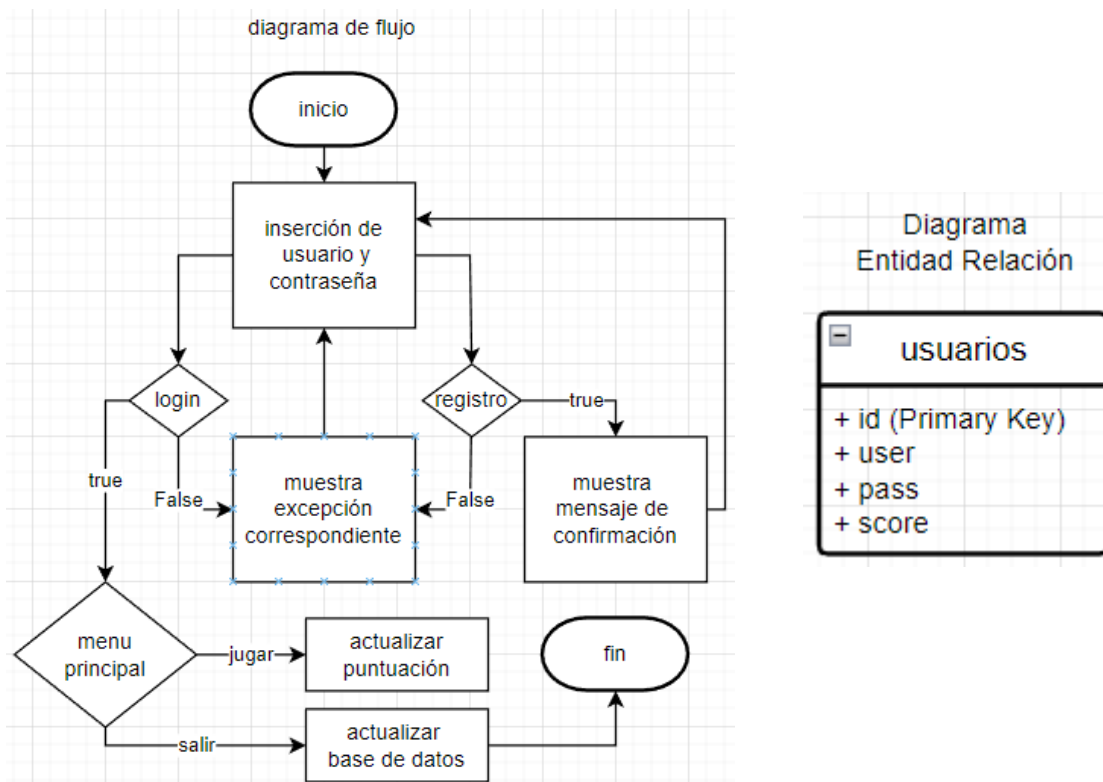 diagrama de flujo
inicio
inserción de
usuario y
contraseña
login
registro
true
true
False
False
muestra
excepción
correspondiente
muestra
mensaje de
confirmación
menu
principal
jugar
actualizar
puntuación
fin
salir
actualizar
base de datos
Diagrama
Entidad Relación
usuarios
+ id (Primary Key)
+ user
+ pass
+ score